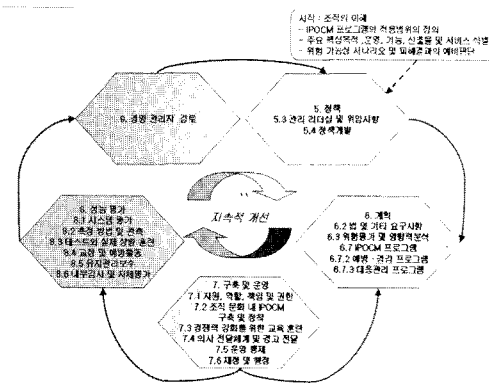 시작 : 조직의 이해
- IPOCM 프로그램의 적용범위의 정의
- 주요 핵심목적, 운영, 기능, 산출물 및 서비스 식별
- 위험 가능성 시나리오 및 피해결과의 예비판단
9. 경영 관리자 검토
5. 정책
5.3 관리 리더십 및 위임사항
5.4 정책개발
지속적 개선
8. 성능 평가
8.1 시스템 평가
8.2 측정 방법 및 관측
8.3 테스트와 실제 상황 훈련
8.4 교정 및 예방활동
8.5 유지관리보수
8.6 내부감사 및 자체평가
6. 계획
6.2 법 및 기타 요구사항
6.3 위험평가 및 영향력분석
6.7 IPOCM 프로그램
6.7.2 예방 · 경감 프로그램
6.7.3 대응관리 프로그램
7. 구축 및 운영
7.1 자원, 역할, 책임 및 권한
7.2 조직 문화 내 IPOCM
구축 및 정착
7.3 경쟁력 강화를 위한 교육 훈련
7.4 의사 전달체계 및 경고 전달
7.5 운영 통제
7.6 재정 및 행정